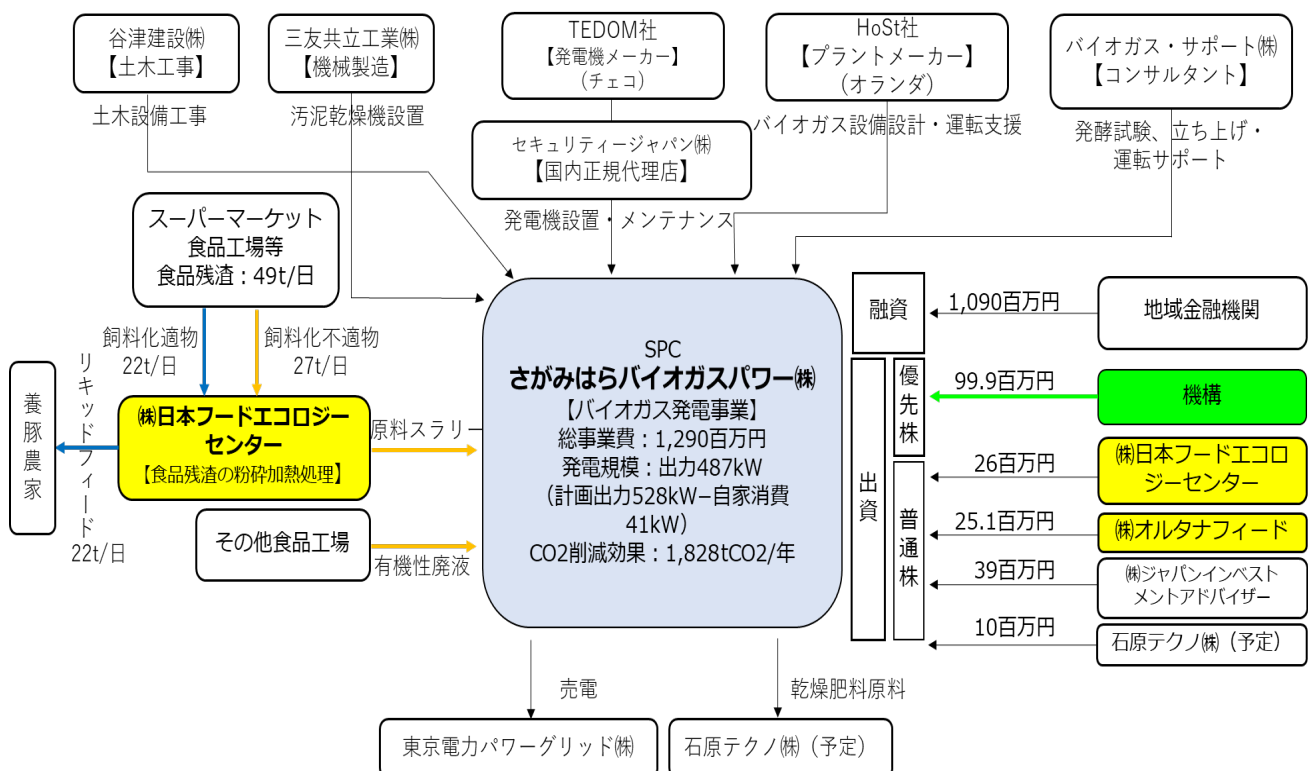 谷津建設㈱
【土木工事】
三友共立工業㈱
【機械製造】
TEDOM社
【発電機メーカー】
(チェコ)
HoSt社
【プラントメーカー】
(オランダ)
バイオガス・サポート㈱
【コンサルタント】
土木設備工事
汚泥乾燥機設置
セキュリティージャパン㈱
【国内正規代理店】
バイオガス設備設計・運転支援
発酵試験、立ち上げ・
運転サポート
発電機設置・メンテナンス
スーパーマーケット
食品工場等
食品残渣：49t/日
飼料化適物
22t/日
飼料化不適物
27t/日
養豚農家
リキッドフィード
22t/日
㈱日本フードエコロジー
センター
【食品残渣の粉砕加熱処理】
原料スラリー
その他食品工場
有機性廃液
SPC
さがみはらバイオガスパワー㈱
【バイオガス発電事業】
総事業費：1,290百万円
発電規模：出力487kW
（計画出力528kW−自家消費
41kW）
CO2削減効果：1,828tCO2/年
融資
1,090百万円
地域金融機関
出資
優先株
99.9百万円
機構
普通株
26百万円
㈱日本フードエコロ
ジーセンター
25.1百万円
㈱オルタナフィード
39百万円
㈱ジャパンインベスト
メントアドバイザー
10百万円
石原テクノ㈱（予定）
売電
乾燥肥料原料
東京電力パワーグリッド㈱
石原テクノ㈱（予定）